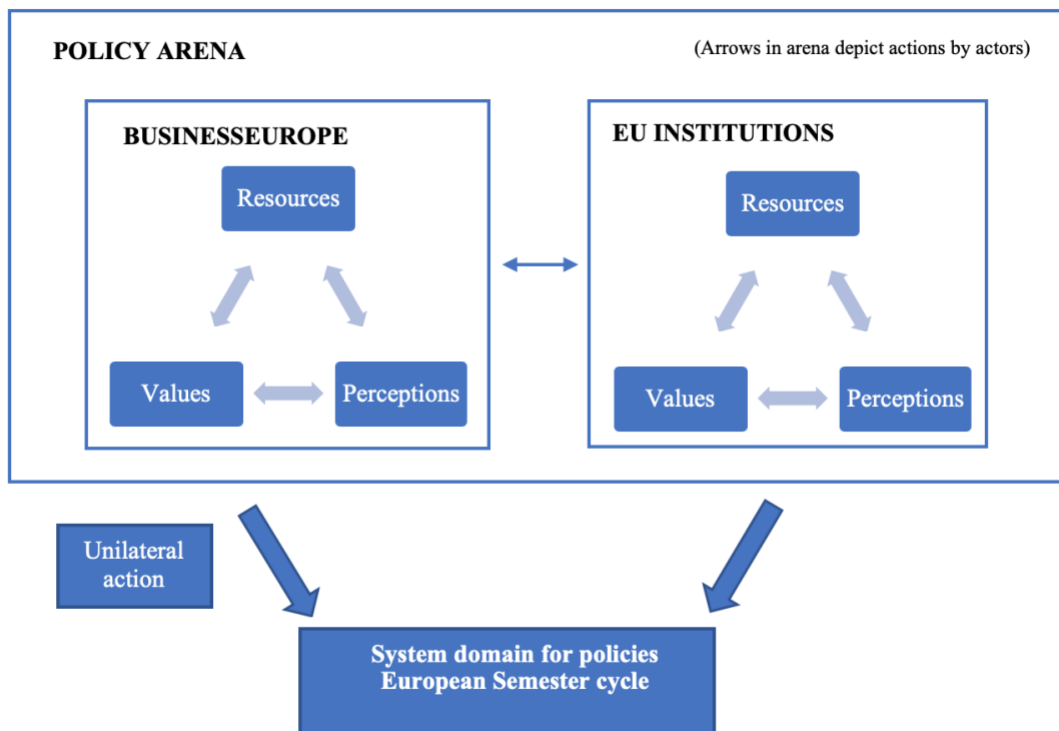 POLICY ARENA
(Arrows in arena depict actions by actors)
BUSINESSEUROPE
Resources
Values
Perceptions
EU INSTITUTIONS
Resources
Values
Perceptions
Unilateral
action
System domain for policies
European Semester cycle